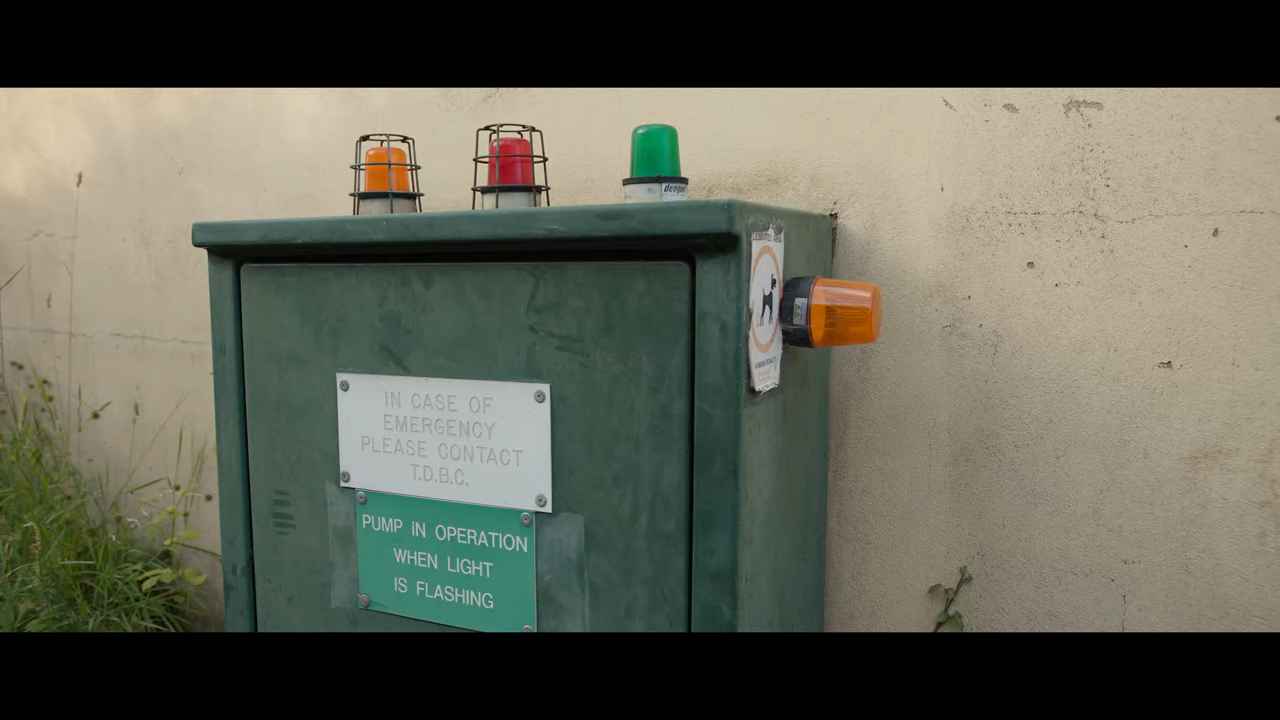 IN CASE OF
EMERGENCY
PLEASE CONTACT
T.D.B.C.
PUMP IN OPERATION
WHEN LIGHT
IS FLASHING